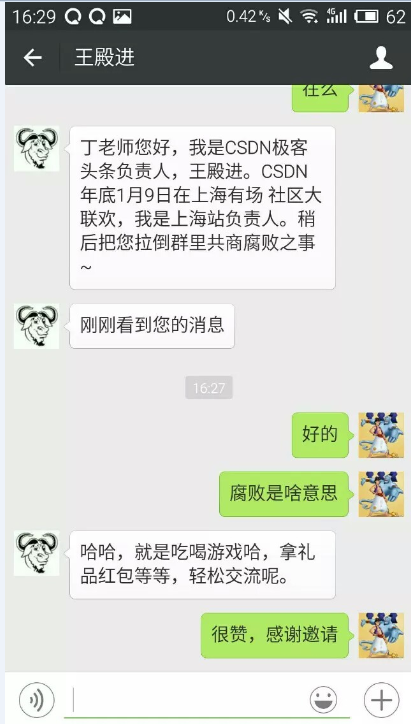 16:29
0.42 K/s
4G
62
王殿进
在么
丁老师您好，我是CSDN极客
头条负责人，王殿进。CSDN
年底1月9日在上海有场 社区大
联欢，我是上海站负责人。稍
后把您拉倒群里共商腐败之事
~
刚刚看到您的消息
16:27
好的
腐败是啥意思
哈哈，就是吃喝游戏哈，拿礼
品红包等等，轻松交流呢。
很赞，感谢邀请